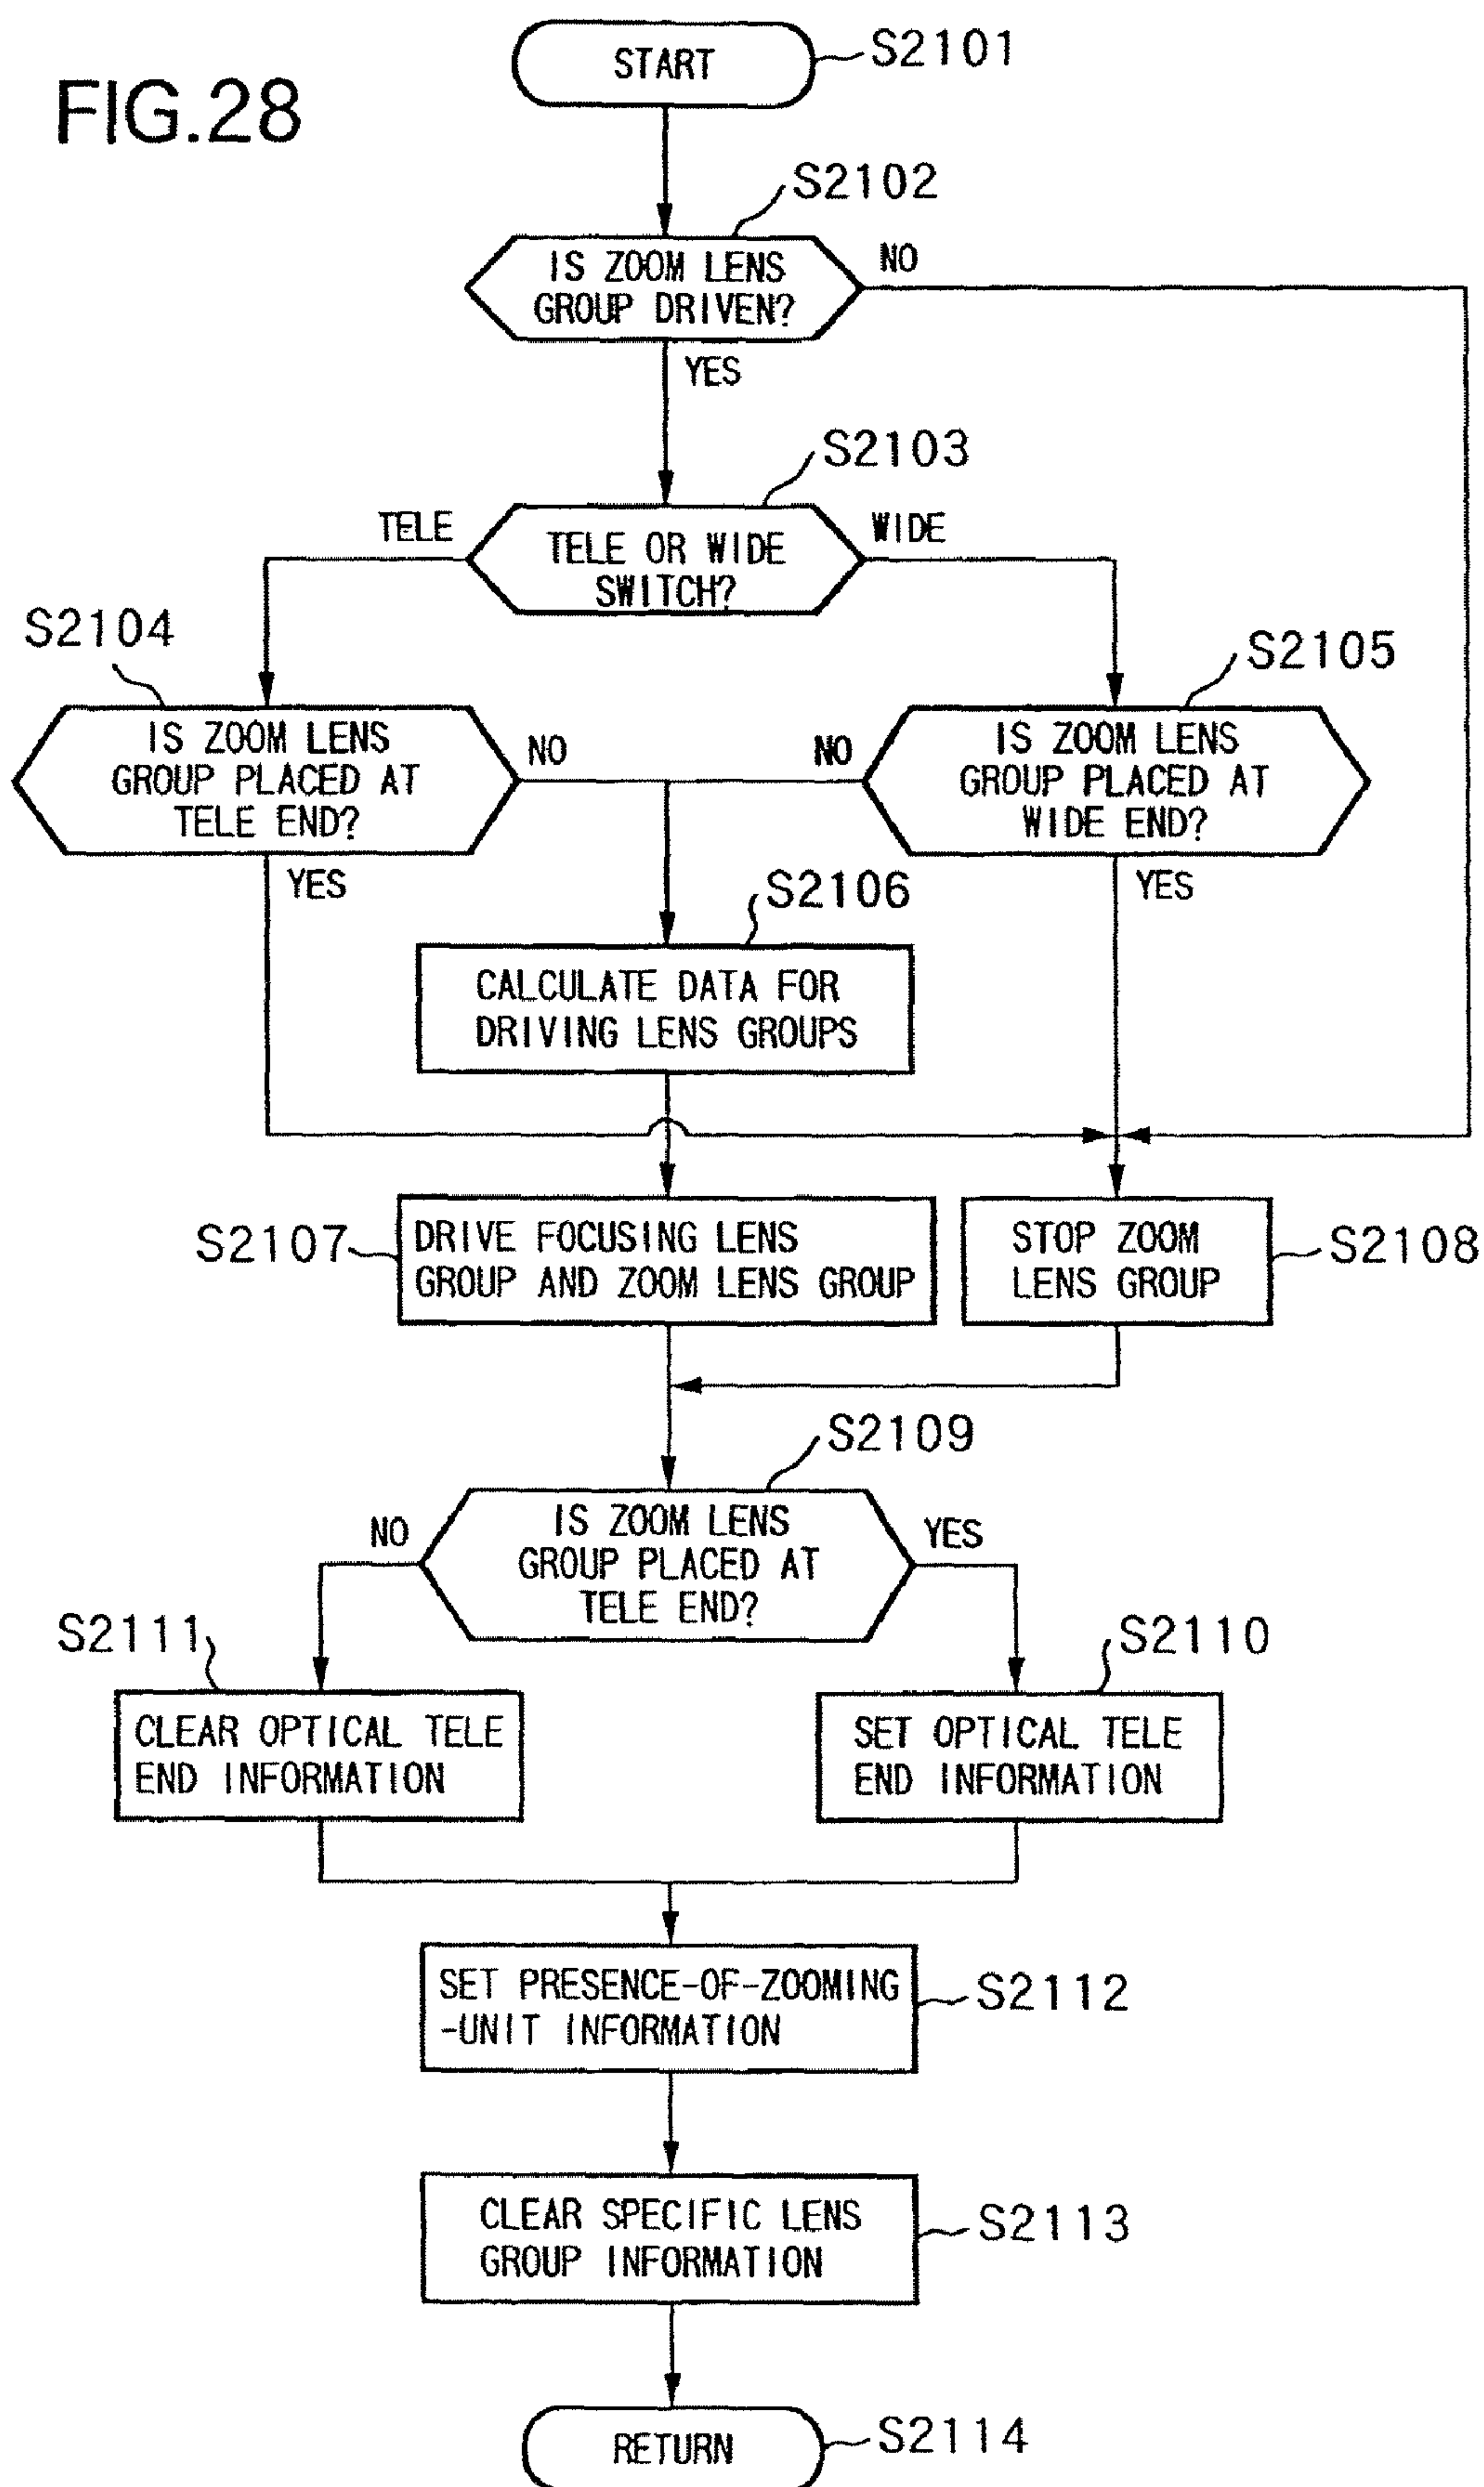 FIG.28
START
S2101
S2102
IS ZOOM LENS
GROUP DRIVEN?
NO
YES
S2103
TELE
TELE OR WIDE
SWITCH?
WIDE
S2104
IS ZOOM LENS
GROUP PLACED AT
TELE END?
NO
YES
S2105
NO
IS ZOOM LENS
GROUP PLACED AT
WIDE END?
YES
S2106
CALCULATE DATA FOR
DRIVING LENS GROUPS
S2107
DRIVE FOCUSING LENS
GROUP AND ZOOM LENS GROUP
STOP ZOOM
LENS GROUP
S2108
S2109
NO
IS ZOOM LENS
GROUP PLACED AT
TELE END?
YES
S2111
CLEAR OPTICAL TELE
END INFORMATION
S2110
SET OPTICAL TELE
END INFORMATION
SET PRESENCE-OF-ZOOMING
-UNIT INFORMATION
S2112
CLEAR SPECIFIC LENS
GROUP INFORMATION
S2113
RETURN
S2114